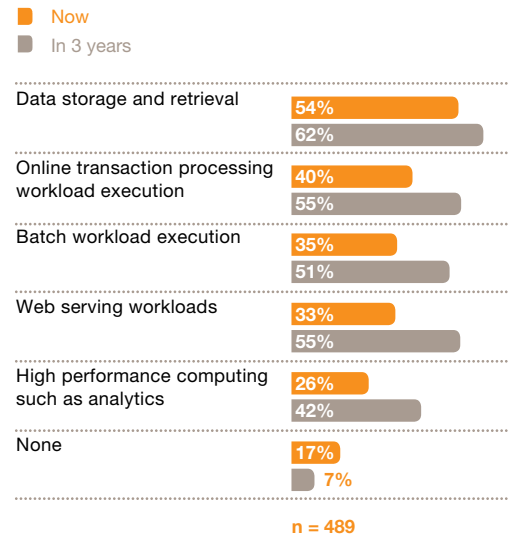 Now
In 3 years
Data storage and retrieval
54%
62%
Online transaction processing
workload execution
40%
55%
Batch workload execution
35%
51%
Web serving workloads
33%
55%
High performance computing
such as analytics
26%
42%
None
17%
7%
n = 489